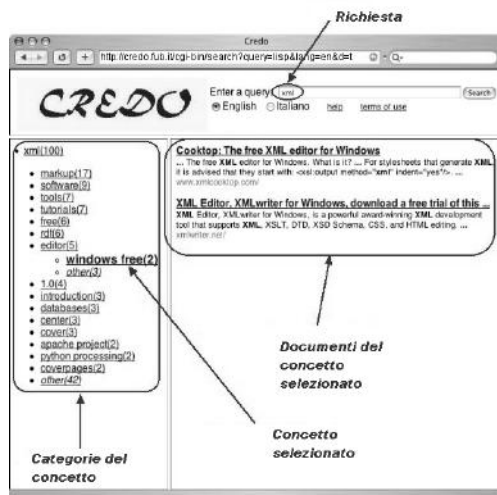 Richiesta
Credo
http://credo.fub.it/cgi-bin/search?query=lisp&lang=en&d=t
CREDO
Enter a query: xml Search
English Italiano help terms of use
xml(100)
markup(17)
software(9)
tools(7)
tutorials(7)
free(6)
rdf(6)
editor(5)
windows free(2)
other(3)
1.0(4)
introduction(3)
databases(3)
center(3)
cover(3)
apache project(2)
python processing(2)
coverpages(2)
other(42)
Cooktop: The free XML editor for Windows
... The free XML editor for Windows. What is it? ... For stylesheets that generate XML,
it is advised that they start with: <xsl:output method="xml" indent="yes"/>. ...
www.xmlcooktop.com/
XML Editor, XMLwriter for Windows, download a free trial of this ...
XML Editor, XMLwriter for Windows, is a powerful award-winning XML development
tool that supports XML, XSLT, DTD, XSD Schema, CSS, and HTML editing. ...
xmlwriter.net/
Documenti del
concetto
selezionato
Concetto
selezionato
Categorie del
concetto